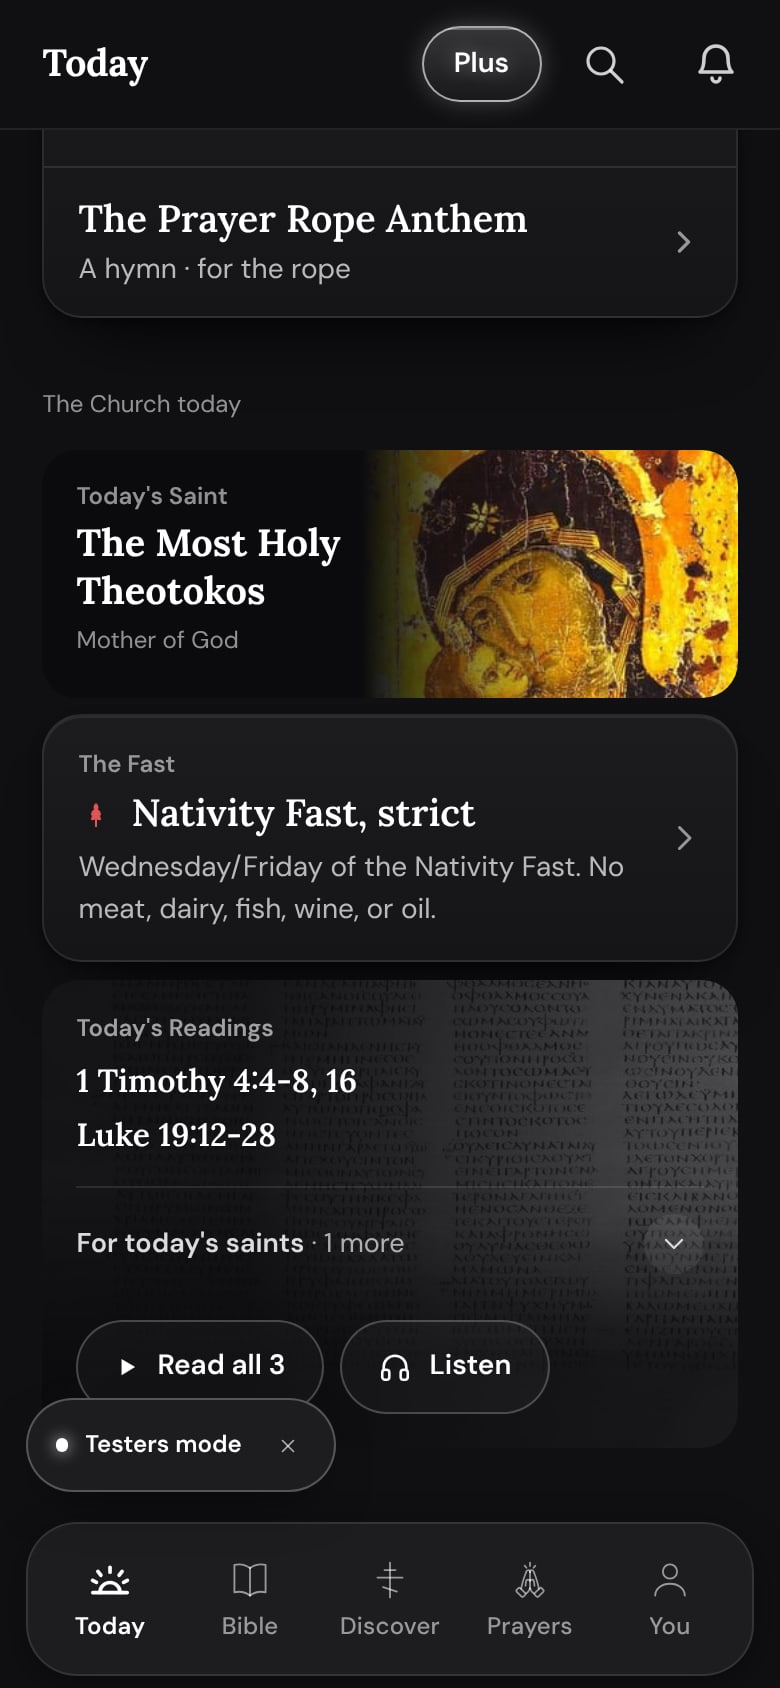 Today
Plus
The Prayer Rope Anthem
A hymn · for the rope
The Church today
Today's Saint
The Most Holy
Theotokos
Mother of God
The Fast
Nativity Fast, strict
Wednesday/Friday of the Nativity Fast. No
meat, dairy, fish, wine, or oil.
Today's Readings
1 Timothy 4:4-8, 16
Luke 19:12-28
For today's saints · 1 more
Read all 3
Listen
Testers mode
Today
Bible
Discover
Prayers
You